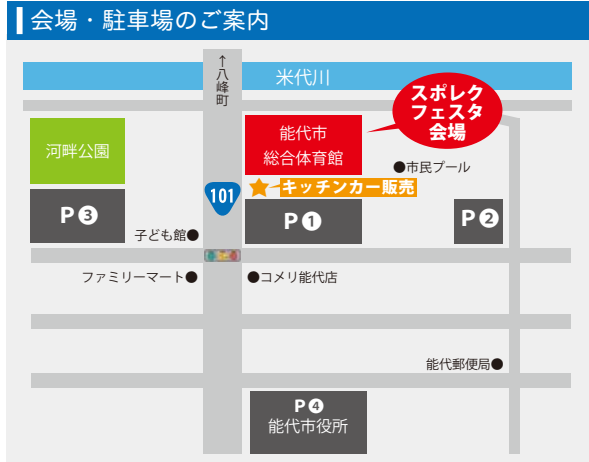 会場・駐車場のご案内
↑八峰町
米代川
スポレク
フェスタ
会場
河畔公園
能代市
総合体育館
●市民プール
キッチンカー販売
101
P❸
P❶
P❷
子ども館●
ファミリーマート●
●コメリ能代店
能代郵便局●
P❹
能代市役所